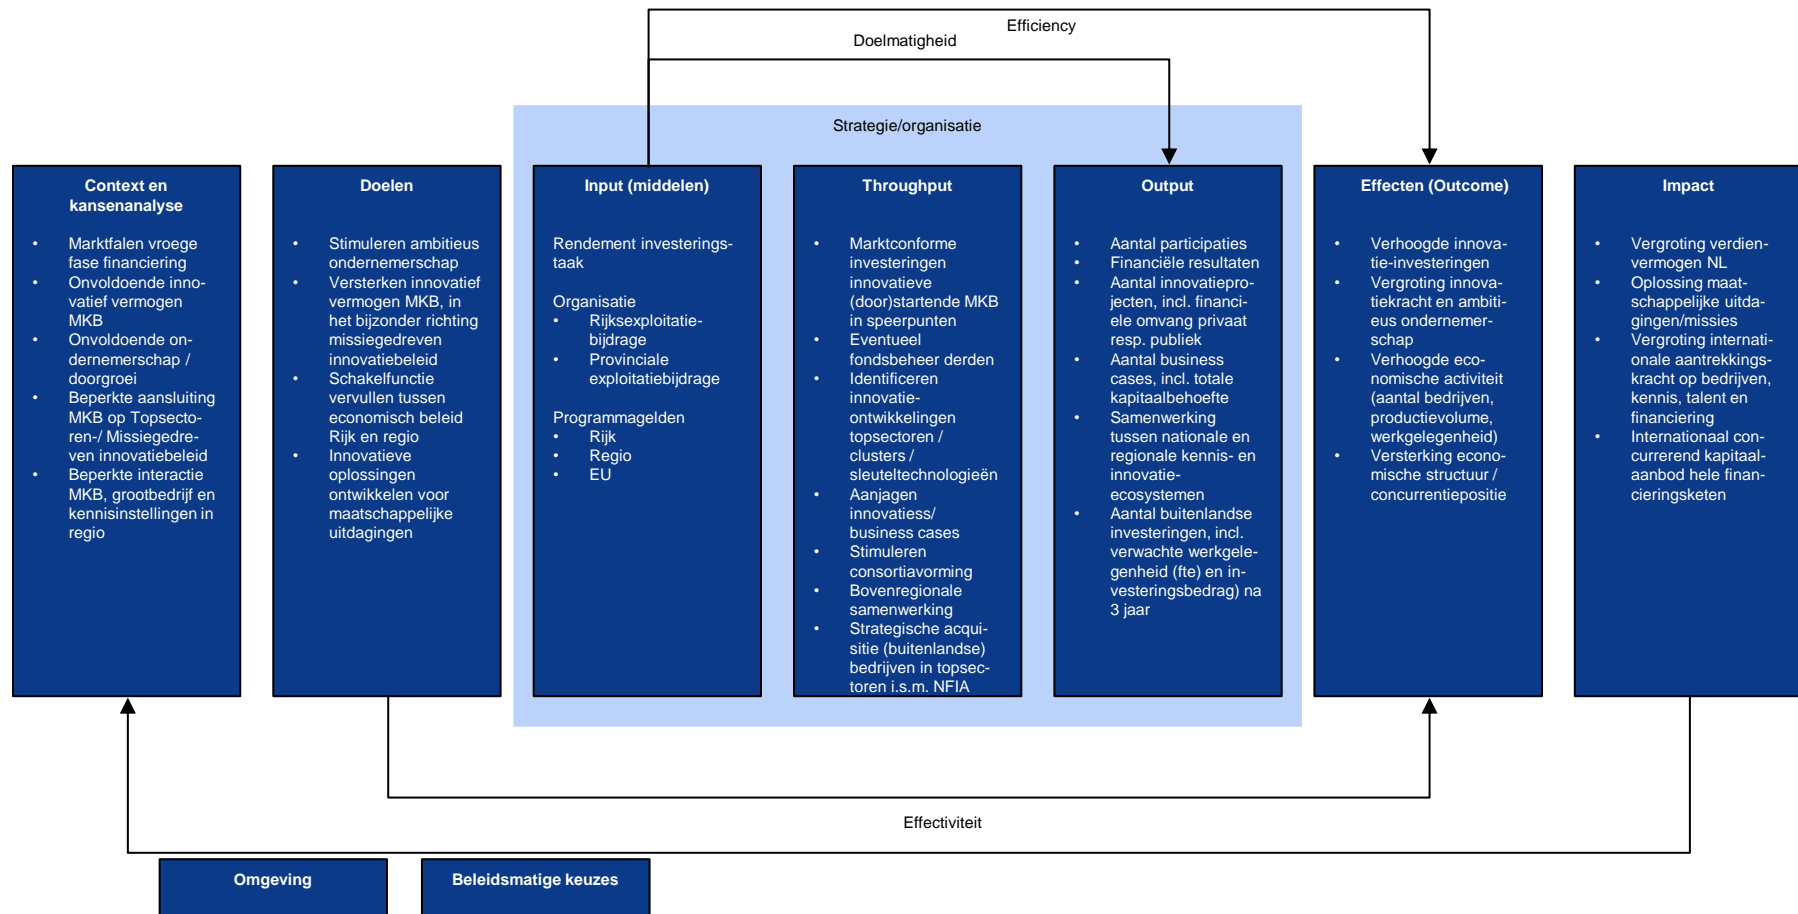 Efficiency
Doelmatigheid
Strategie/organisatie
Context en
kansenanalyse
• Marktfalen vroege
fase financiering
• Onvoldoende inno-
vatief vermogen
MKB
• Onvoldoende on-
dernemerschap /
doorgroei
• Beperkte aansluiting
MKB op Topsecto-
ren-/ Missiegedre-
ven innovatiebeleid
• Beperkte interactie
MKB, grootbedrijf en
kennisinstellingen in
regio
Doelen
• Stimuleren ambitieus
ondernemerschap
• Versterken innovatief
vermogen MKB, in
het bijzonder richting
missiegedreven
innovatiebeleid
• Schakelfunctie
vervullen tussen
economisch beleid
Rijk en regio
• Innovatieve
oplossingen
ontwikkelen voor
maatschappelijke
uitdagingen
Input (middelen)
Rendement investerings-
taak
Organisatie
• Rijksexploitatie-
bijdrage
• Provinciale
exploitatiebijdrage
Programmagelden
• Rijk
• Regio
• EU
Throughput
• Marktconforme
investeringen
innovatieve
(door)startende MKB
in speerpunten
• Eventueel
fondsbeheer derden
• Identificeren
innovatie-
ontwikkelingen
topsectoren /
clusters /
sleuteltechnologieën
• Aanjagen
innovatiess/
business cases
• Stimuleren
consortiavorming
• Bovenregionale
samenwerking
• Strategische acqui-
sitie (buitenlandse)
bedrijven in topsec-
toren i.s.m. NFIA
Output
• Aantal participaties
• Financiële resultaten
• Aantal innovatiepro-
jecten, incl. financi-
ele omvang privaat
resp. publiek
• Aantal business
cases, incl. totale
kapitaalbehoefte
• Samenwerking
tussen nationale en
regionale kennis- en
innovatie-
ecosystemen
• Aantal buitenlandse
investeringen, incl.
verwachte werkgele-
genheid (fte) en in-
vesteringsbedrag) na
3 jaar
Effecten (Outcome)
• Verhoogde innova-
tie-investeringen
• Vergroting innova-
tiekracht en ambiti-
eus ondernemer-
schap
• Verhoogde eco-
nomische activiteit
(aantal bedrijven,
productievolume,
werkgelegenheid)
• Versterking econo-
mische structuur /
concurrentiepositie
Impact
• Vergroting verdien-
vermogen NL
• Oplossing maat-
schappelijke uitda-
gingen/missies
• Vergroting internati-
onale aantrekkings-
kracht op bedrijven,
kennis, talent en
financiering
• Internationaal con-
currerend kapitaal-
aanbod hele finan-
cieringsketen
Effectiviteit
Omgeving
Beleidsmatige keuzes